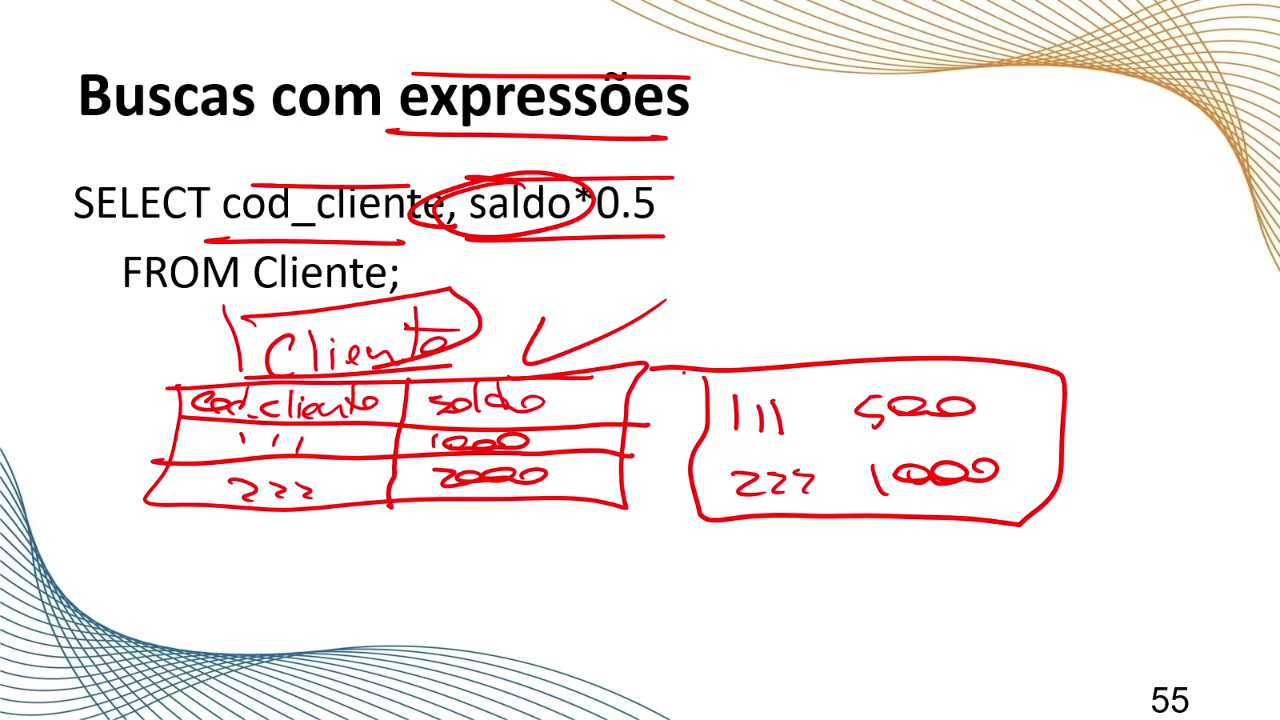 Buscas com expressões
SELECT cod_cliente, saldo*0.5
FROM Cliente;
Cliente
cod_cliente saldo
111 1000
222 2000
111 500
222 1000
55